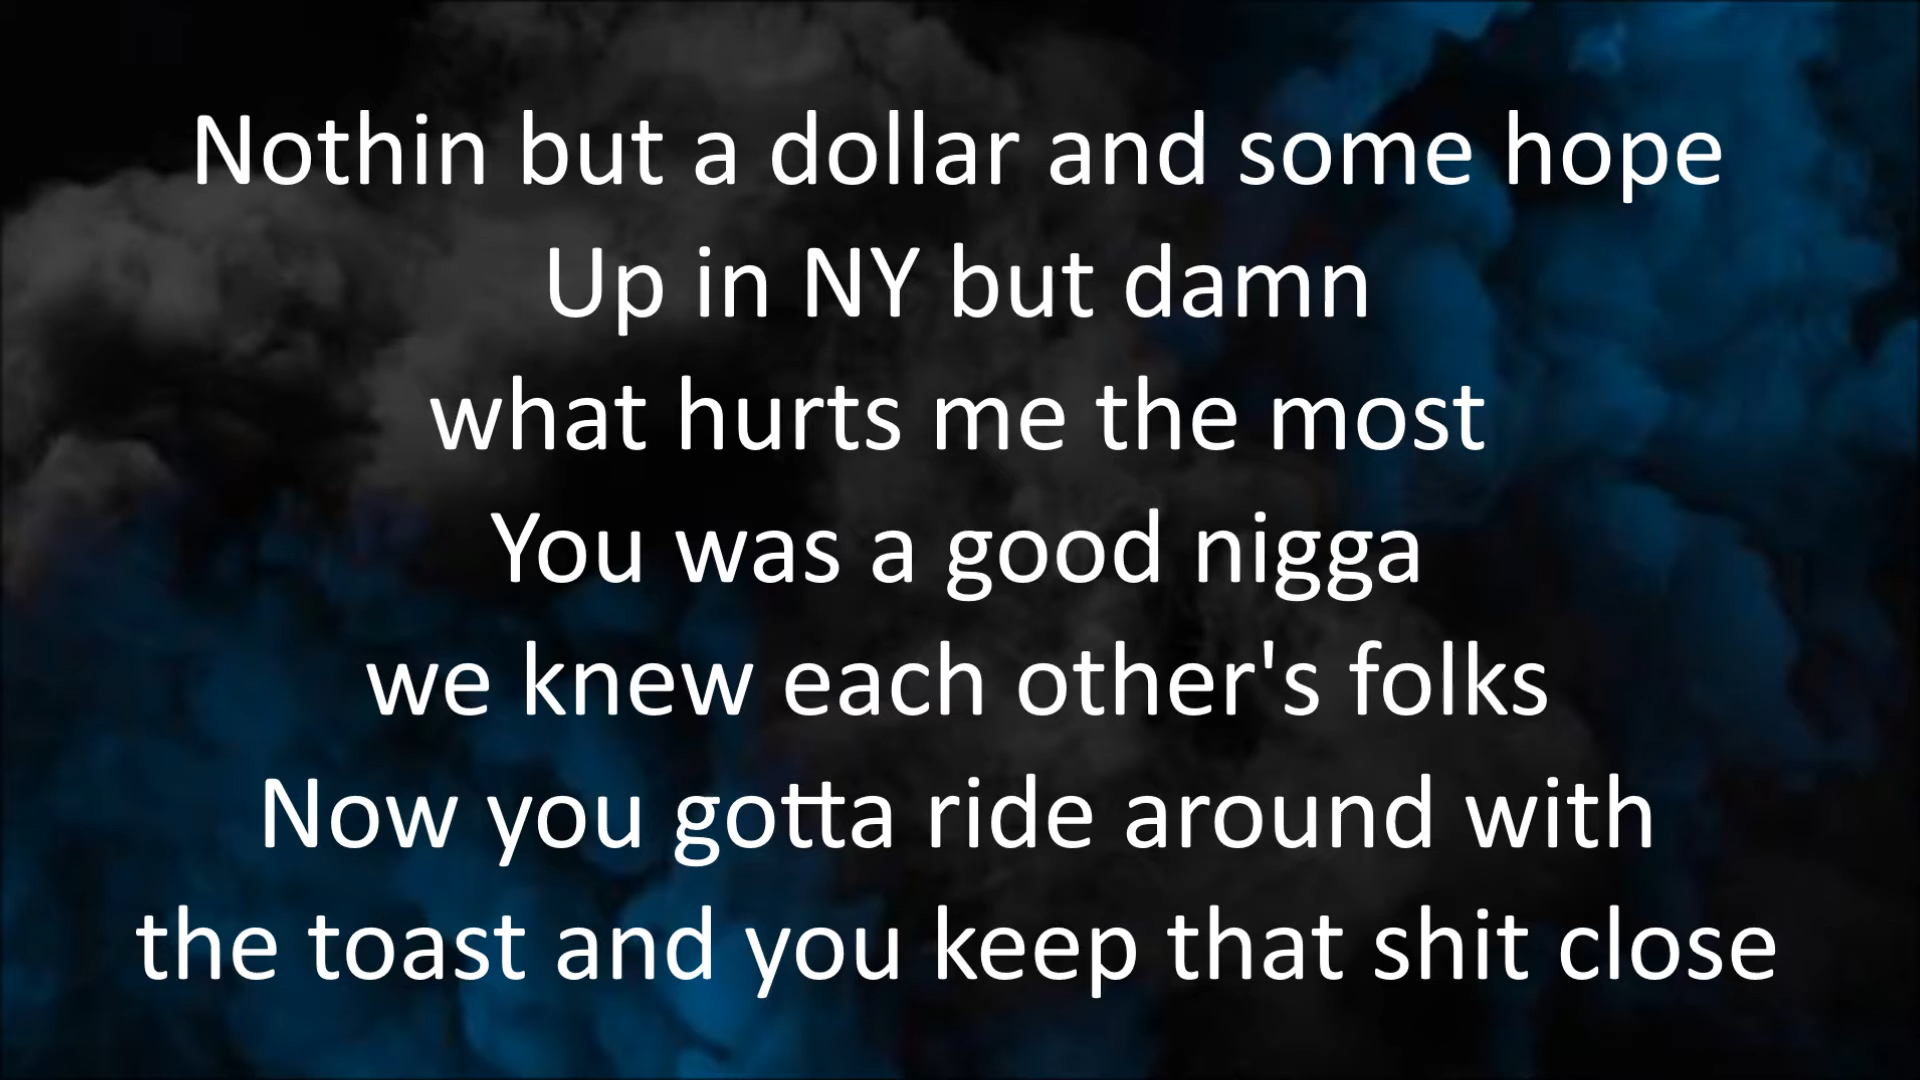 Nothin but a dollar and some hope
Up in NY but damn
what hurts me the most
You was a good nigga
we knew each other's folks
Now you gotta ride around with
the toast and you keep that shit close